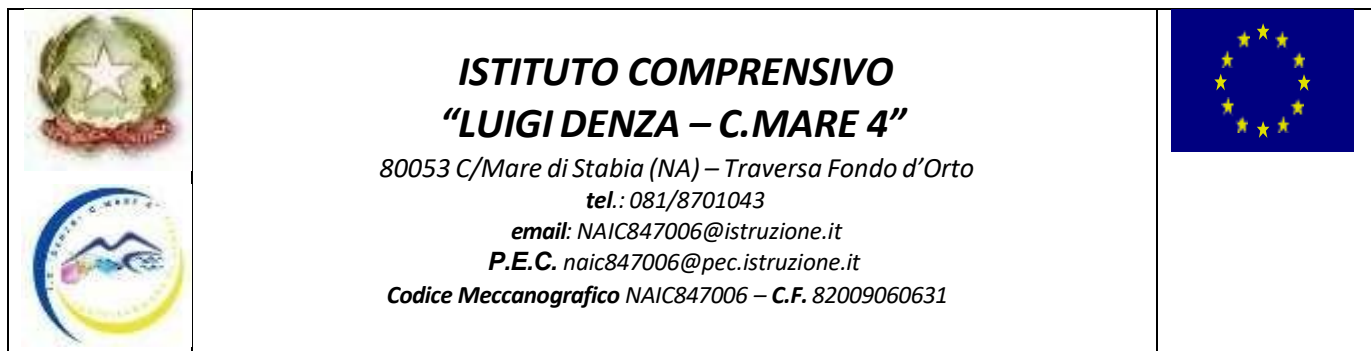 ISTITUTO COMPRENSIVO
“LUIGI DENZA – C.MARE 4”
80053 C/Mare di Stabia (NA) – Traversa Fondo d’Orto
tel.: 081/8701043
email: NAIC847006@istruzione.it
P.E.C. naic847006@pec.istruzione.it
Codice Meccanografico NAIC847006 – C.F. 82009060631